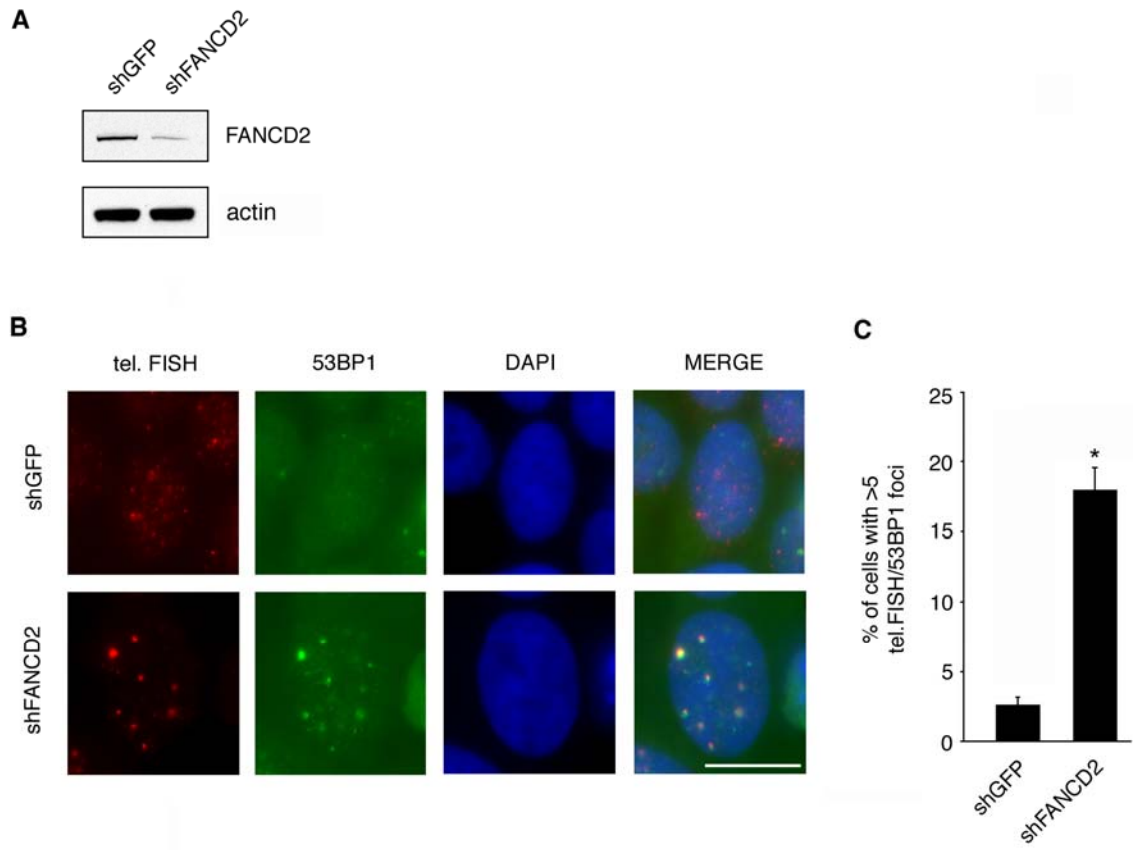 A
shGFP
shFANCD2
FANCD2
actin
B
tel. FISH
53BP1
DAPI
MERGE
shGFP
shFANCD2
C
% of cells with >5
tel.FISH/53BP1 foci
25
20
15
10
5
0
*
shGFP
shFANCD2